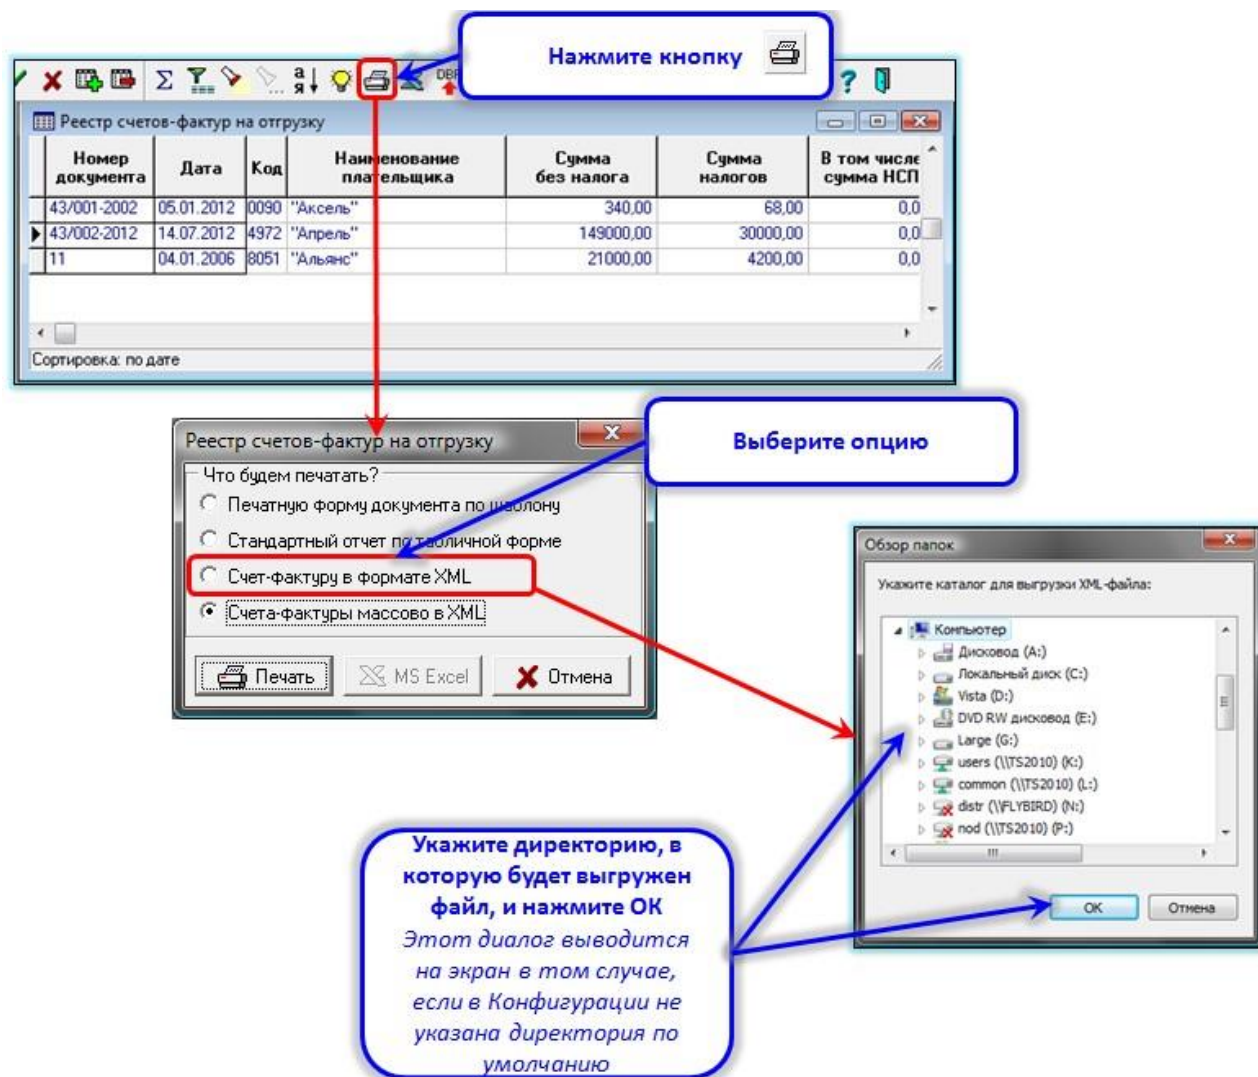 Нажмите кнопку
DBF
Реестр счетов-фактур на отгрузку
Номер документа Дата Код Наименование плательщика Сумма без налога Сумма налогов В том числе сумма НСП
43/001-2002 05.01.2012 0090 "Аксель" 340,00 68,00 0,0
43/002-2012 14.07.2012 4972 "Апрель" 149000,00 30000,00 0,0
11 04.01.2006 8051 "Альянс" 21000,00 4200,00 0,0
Сортировка: по дате
Реестр счетов-фактур на отгрузку
Выберите опцию
Что будем печатать?
Печатную форму документа по шаблону
Стандартный отчет по табличной форме
Счет-фактуру в формате XML
Счета-фактуры массово в XML
Печать MS Excel Отмена
Обзор папок
Укажите каталог для выгрузки XML-файла:
Компьютер
Дисковод (A:)
Локальный диск (C:)
Vista (D:)
DVD RW дисковод (E:)
Large (G:)
users (\\TS2010) (K:)
common (\\TS2010) (L:)
distr (\\FLYBIRD) (N:)
nod (\\TS2010) (P:)
OK Отмена
Укажите директорию, в
которую будет выгружен
файл, и нажмите ОК
Этот диалог выводится
на экран в том случае,
если в Конфигурации не
указана директория по
умолчанию